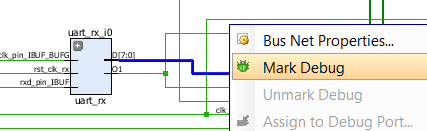 uart_rx_i0
clk_pin_IBUF_BUFG
rst_clk_rx
rxd_pin_IBUF
D[7:0]
O1
uart_rx
clk_
Bus Net Properties...
Mark Debug
Unmark Debug
Assign to Debug Port...